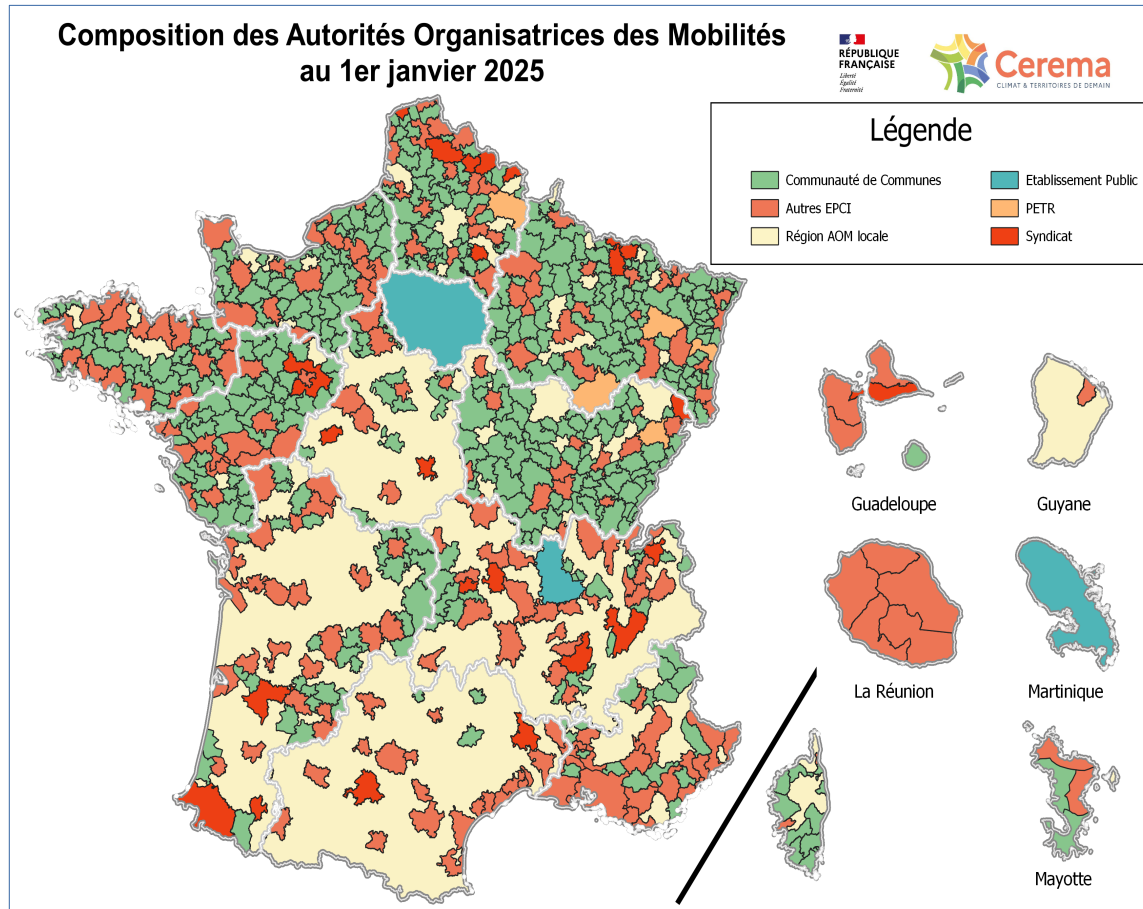 Composition des Autorités Organisatrices des Mobilités
au 1er janvier 2025
RÉPUBLIQUE
FRANÇAISE
Liberté
Égalité
Fraternité
Cerema
CLIMAT & TERRITOIRES DE DEMAIN
Légende
Communauté de Communes
Autres EPCI
Région AOM locale
Etablissement Public
PETR
Syndicat
Guadeloupe
Guyane
La Réunion
Martinique
Mayotte